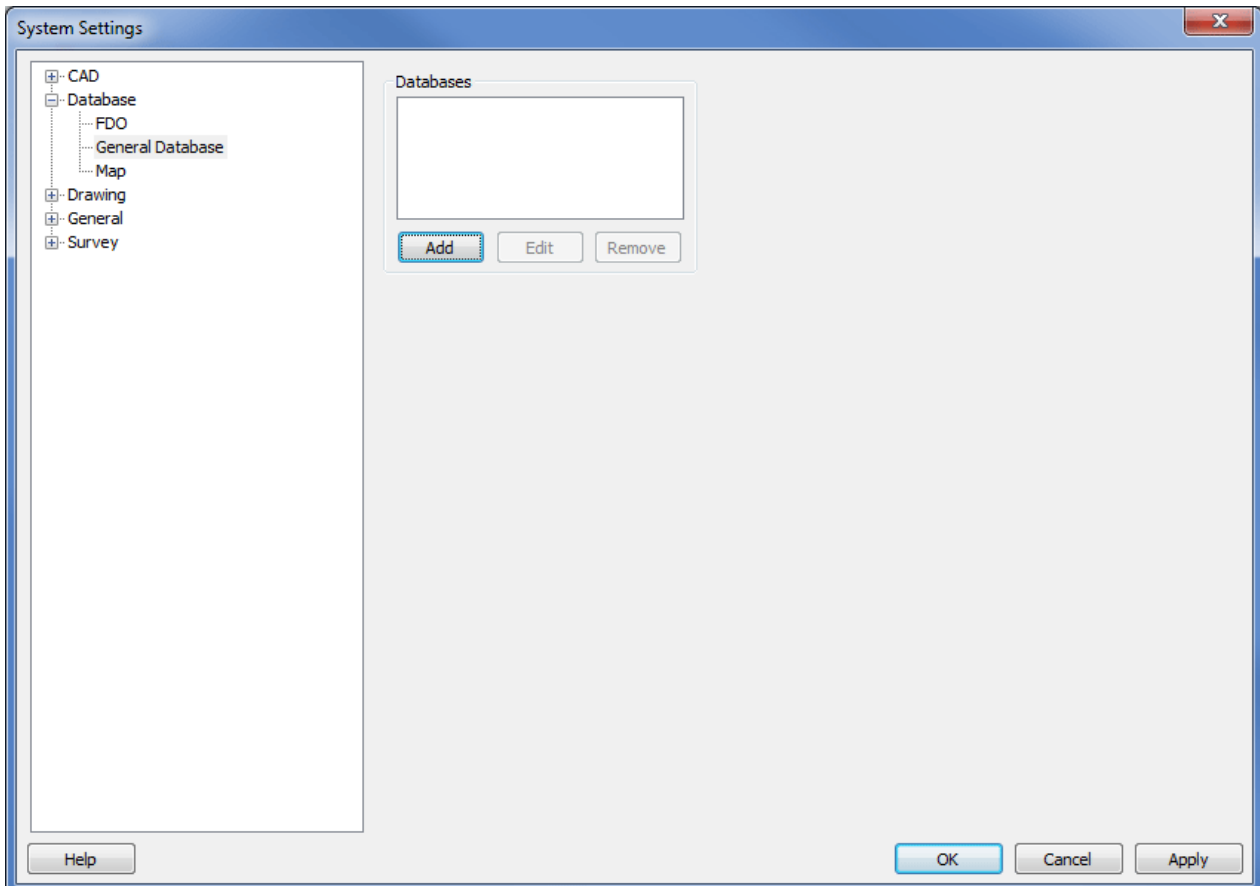 System Settings
CAD
Database
FDO
General Database
Map
Drawing
General
Survey
Databases
Add Edit Remove
Help OK Cancel Apply